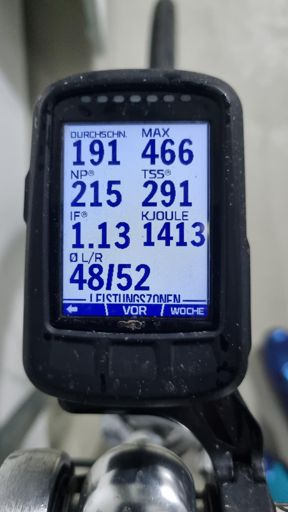 DURCHSCHN. MAX
191 466
NP® TSS®
215 291
IF® KJOULE
1.13 1413
Ø L/R
48/52
LEISTUNGSZONEN
← VOR WOCHE